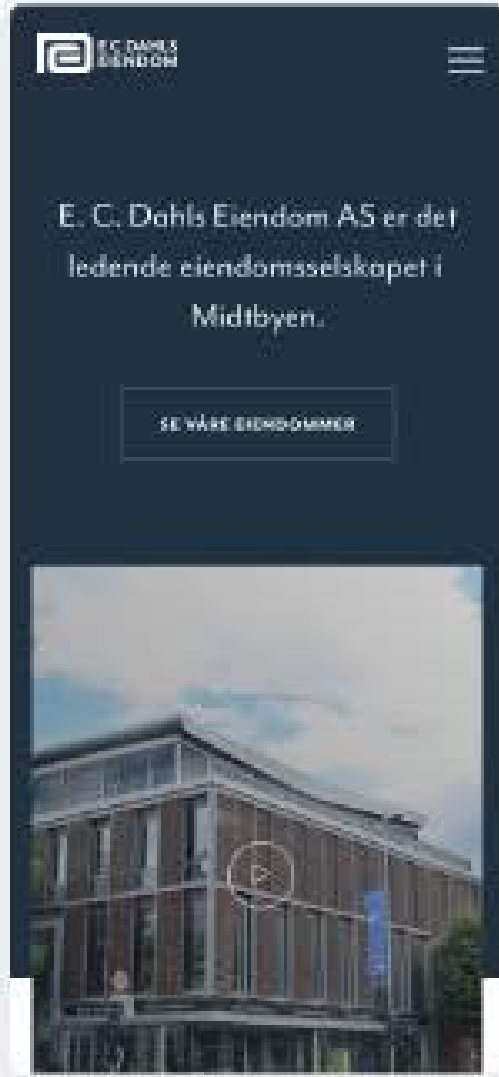 E.C. DAHLS
EIENDOM
E. C. Dahls Eiendom AS er det
ledende eiendomsselskapet i
Midtbyen.
SE VÅRE EIENDOMMER